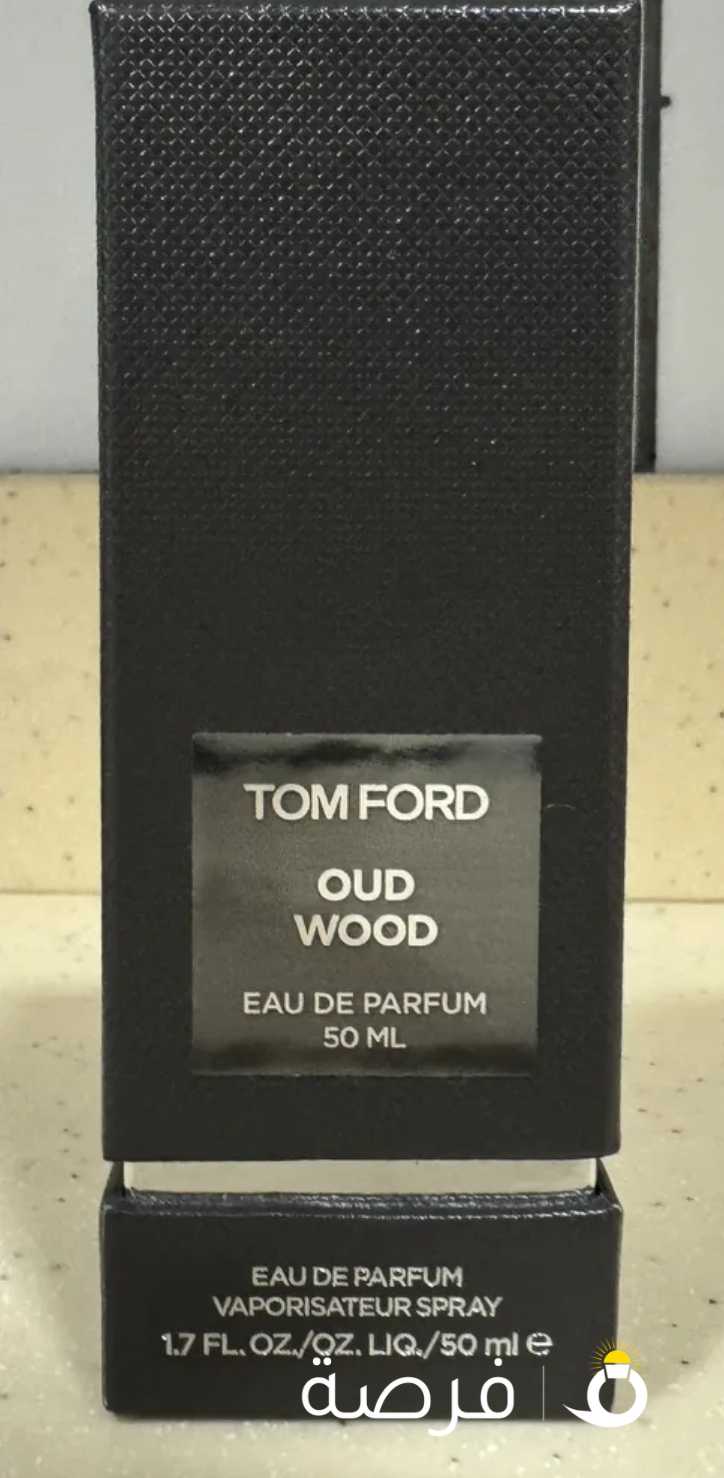 TOM FORD
OUD
WOOD
EAU DE PARFUM
50 ML
EAU DE PARFUM
VAPORISATEUR SPRAY
1.7 FL. OZ./OZ. LIQ./50 ml ℮
فرصة